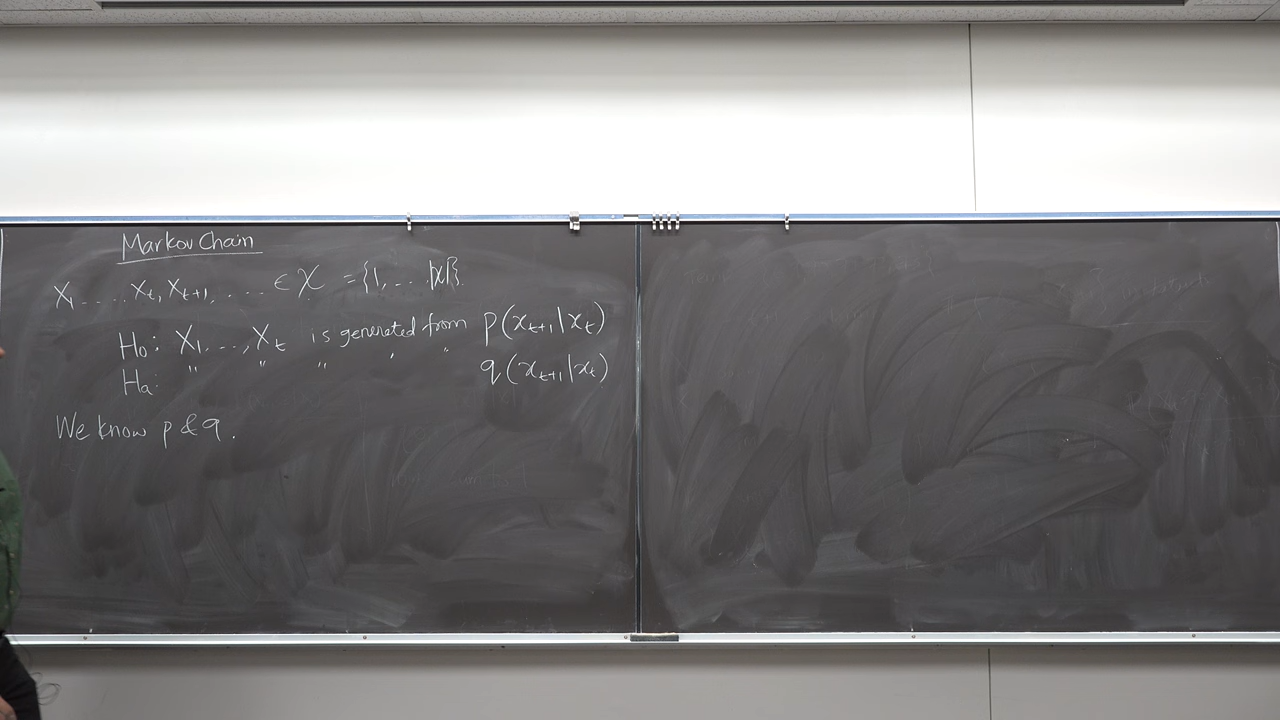 Markov Chain
X₁ .... Xₜ, Xₜ₊₁, .... ∈ 𝒳 = {1, ... |𝒳|}.
H₀: X₁, ..., Xₜ is generated from p(xₜ₊₁|xₜ)
Hₐ: " " " " " q(xₜ₊₁|xₜ)
We know p & q.